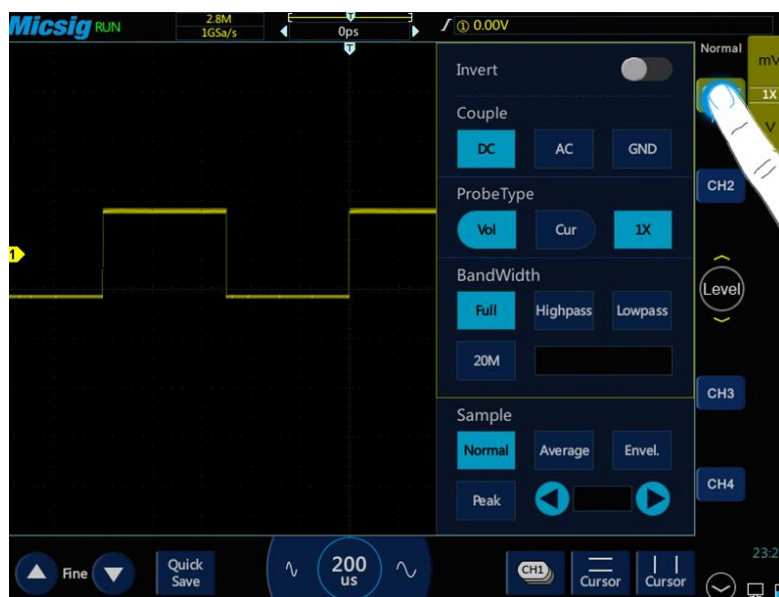 Micsig RUN
2.8M
1GSa/s
T
0ps
① 0.00V
T
Normal
mV
1X
V
Invert
Couple
DC AC GND
ProbeType
Vol Cur 1X
CH2
1
BandWidth
Full Highpass Lowpass
Level
20M
CH3
Sample
Normal Average Envel.
Peak
CH4
Fine
Quick
Save
200
us
CH1
Cursor
Cursor